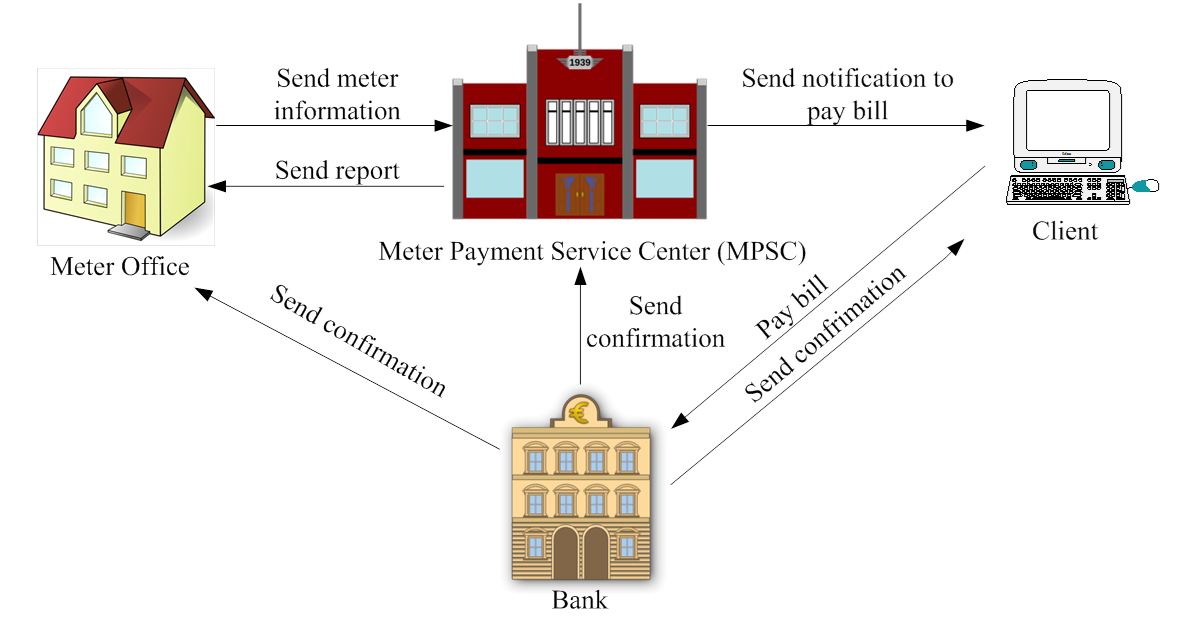 Send meter
information
1939
Send notification to
pay bill
Send report
Client
Meter Office
Meter Payment Service Center (MPSC)
Send confirmation
Send
confirmation
Pay bill
Send confrimation
€
Bank